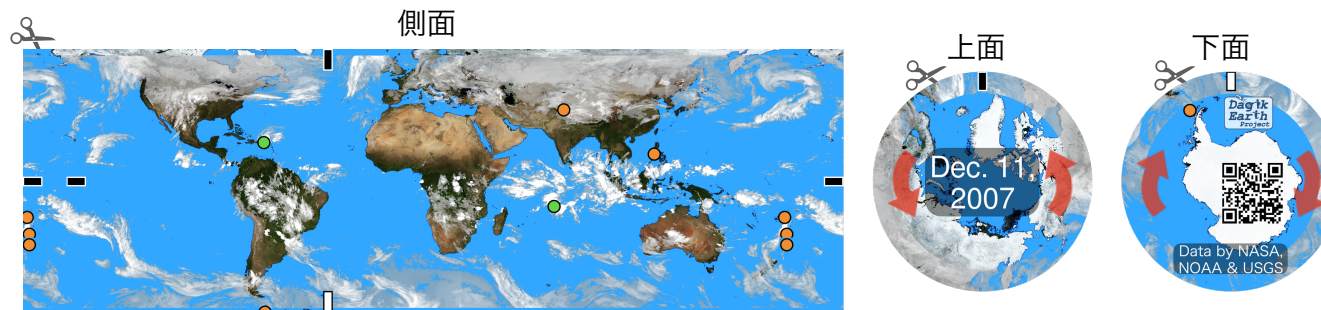 側面
上面
下面
Dec. 11,
2007
Dagik
Earth
Project
Data by NASA,
NOAA & USGS